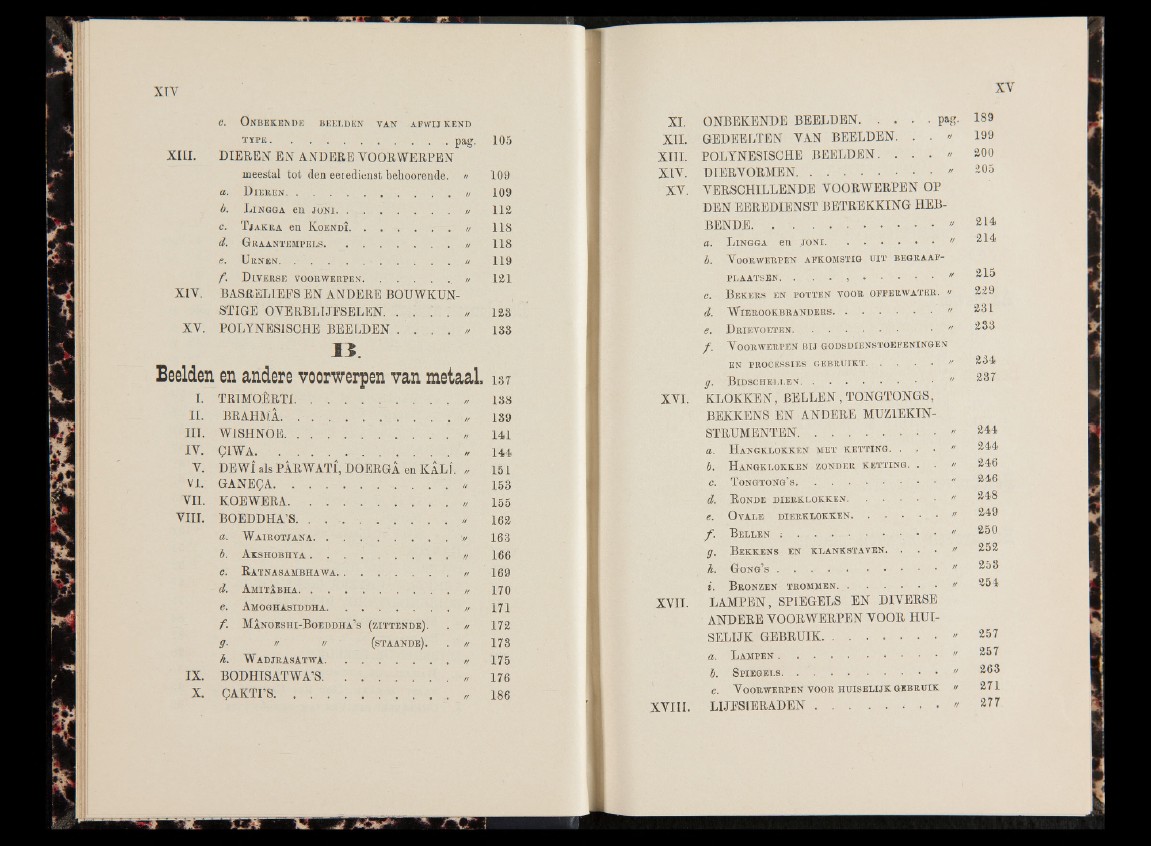 XIV
e. ONBEKENDE BEELDEN VAN AFWIJKEND
TYPE. . . . . . . . . . . . pag. 105
XIII. DIEREN EN ANDERE VOORWERPEN
meestal tot den eeredienst behoorende. " 109
a. DIEREN. . . . . . . . . . . " 109
b. LINGGA en JONI. . . . . . . . " 112
c. TJAKRA en KOENDÎ. . . . . . . " 118
d. GRAANTEMPELS. . . . . . . . " 118
e. URNEN. . . . . . . . . . . " 119
f. DIVERSE VOORWERPEN. . . . . . " 121
XIV. BASRELIEFS EN ANDERE BOUWKUN-
STIGE OVERBLIJFSELEN. . . . . " 123
XV. POLYNESISCHE BEELDEN . . . . " 133
B.
Beelden en andere voorwerpen van metaal. 137
I. TRIMOËRTI. . . . . . . . . . " 138
II. BRAHMÂ. . . . . . . . . . . " 139
III. WISHNOE. . . . . . . . . . . " 141
IV. ÇIWA. . . . . . . . . . . . " 144
V. DEWÎ als PÂRWATÎ, DOERGÂ en KÂLÎ. " 151
VI. GANEÇA. . . . . . . . . . . " 153
VII. KOEWERA. . . . . . . . . . " 155
VIII. BOEDDHA'S. . . . . . . . . . " 162
a. WAIROTJANA. . . . . . . . . " 163
b. AKSHOBHYA . . . . . . . . . " 166
c. RATNASAMBHAWA. . . . . . . . " 169
d. AMITÂBHA. . . . . . . . . . " 170
e. AMOGHASIDDHA. . . . . . . . " 171
f. MÂNOESHI-BOEDDHA'S (ZITTENDE). . " 172
g. " " (STAANDE). . " 173
h. WADJRASATWA. . . . . . . . " 175
IX. BODHISATWA'S. . . . . . . . " 176
X. ÇAKTI'S. . . . . . . . . . . " 186
XV
XI. ONBEKENDE BEELDEN. . . . . pag. 189
XII. GEDEELTEN VAN BEELDEN. . . " 199
XIII. POLYNESISCHE BEELDEN. . . . " 200
XIV. DIERVORMEN. . . . . . . . . " 205
XV. VERSCHILLENDE VOORWERPEN OP
DEN EEREDIENST BETREKKING HEB-
BENDE. . . . . . . . . . . " 214
a. LINGGA en JONI. . . . . . . " 214
b. VOORWERPEN AFKOMSTIG UIT BEGRAAF-
PLAATSEN. . . . . . . . . . " 215
c. BEKERS EN POTTEN VOOR OFFERWATER. " 229
d. WIEROOKBRANDERS. . . . . . . " 231
e. DRIEVOETEN. . . . . . . . . " 233
f. VOORWERPEN BIJ GODSDIENSTOEFENINGEN
EN PROCESSIES GEBRUIKT. . . . . " 234
g. BIDSCHELLEN. . . . . . . . . " 237
XVI. KLOKKEN, BELLEN, TONGTONGS,
BEKKENS EN ANDERE MUZIEKIN-
STRUMENTEN. . . . . . . . . " 244
a. HANGKLOKKEN MET KETTING. . . . " 244
b. HANGKLOKKEN ZONDER KETTING. . . " 246
c. TONGTONG'S. . . . . . . . . " 246
d. RONDE DIERKLOKKEN. . . . . . " 248
e. OVALE DIERKLOKKEN. . . . . . " 249
f. BELLEN . . . . . . . . . . " 250
g. BEKKENS EN KLANKSTAVEN. . . . " 252
h. GONG'S . . . . . . . . . . " 253
i. BRONZEN TROMMEN. . . . . . . " 254
XVII. LAMPEN, SPIEGELS EN DIVERSE
ANDERE VOORWERPEN VOOR HUI-
SELIJK GEBRUIK. . . . . . . . " 257
a. LAMPEN . . . . . . . . . . " 257
b. SPIEGELS. . . . . . . . . . " 263
c. VOORWERPEN VOOR HUISELIJK GEBRUIK " 271
XVIII. LIJFSIERADEN . . . . . . . . " 277